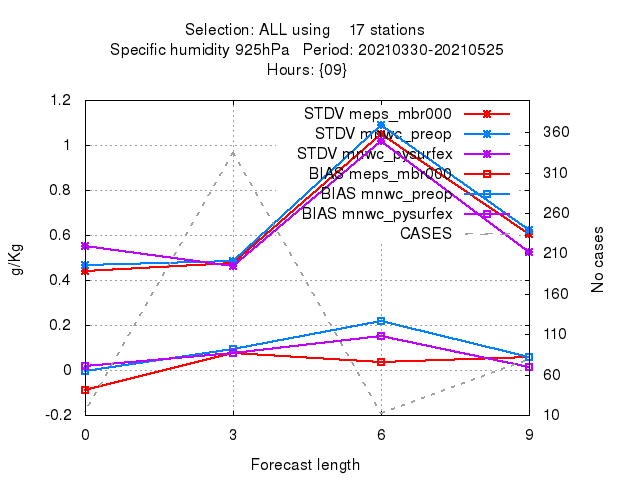 Selection: ALL using 17 stations
Specific humidity 925hPa Period: 20210330-20210525
Hours: {09}
STDV meps_mbr000
STDV mnwc_preop
STDV mnwc_pysurfex
BIAS meps_mbr000
BIAS mnwc_preop
BIAS mnwc_pysurfex
CASES
1.2
1
0.8
0.6
0.4
0.2
0
-0.2
g/Kg
360
310
260
210
160
110
60
10
No cases
0 3 6 9
Forecast length